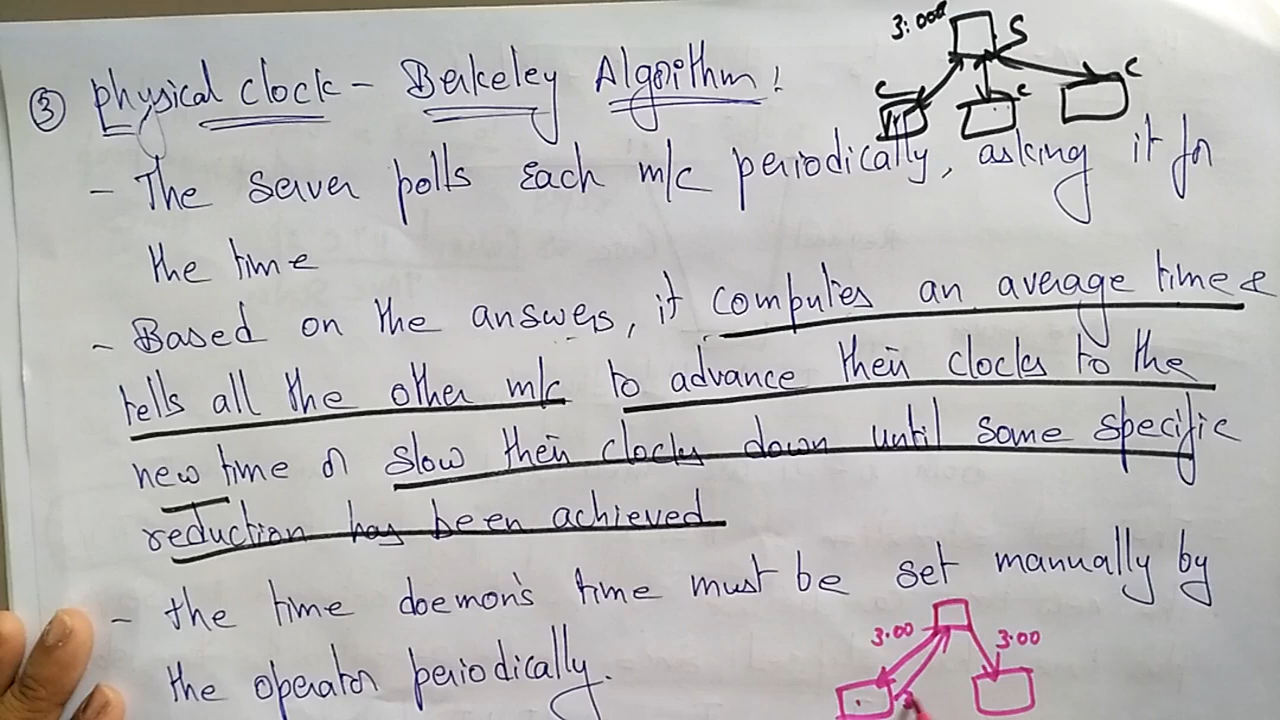 3:00 S
③ Physical clock - Berkeley Algorithm!
C C C
- The server polls Each m/c periodically, asking it for
the time
- Based on the answers, it computes an average time &
tells all the other m/c to advance their clocks to the
new time or slow their clocks down until some specific
reduction has been achieved
- the time doemon's time must be set manually by
the operator periodically.
3.00 3.00